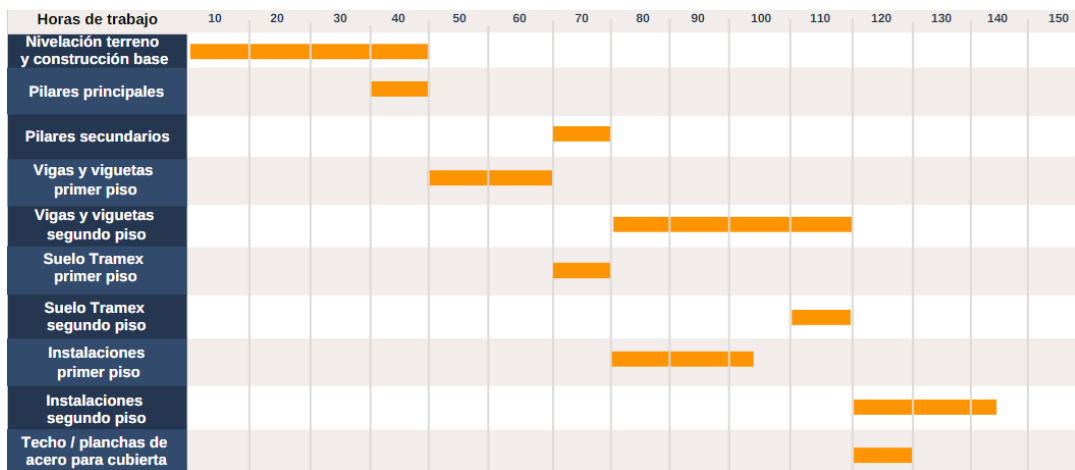 Horas de trabajo 10 20 30 40 50 60 70 80 90 100 110 120 130 140 150
Nivelación terreno
y construcción base
Pilares principales
Pilares secundarios
Vigas y viguetas
primer piso
Vigas y viguetas
segundo piso
Suelo Tramex
primer piso
Suelo Tramex
segundo piso
Instalaciones
primer piso
Instalaciones
segundo piso
Techo / planchas de
acero para cubierta